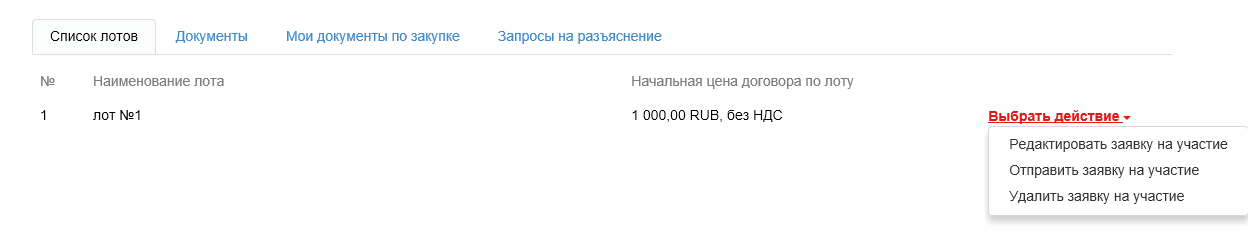 Список лотов Документы Мои документы по закупке Запросы на разъяснение
№ Наименование лота Начальная цена договора по лоту
1 лот №1 1 000,00 RUB, без НДС Выбрать действие
Редактировать заявку на участие
Отправить заявку на участие
Удалить заявку на участие